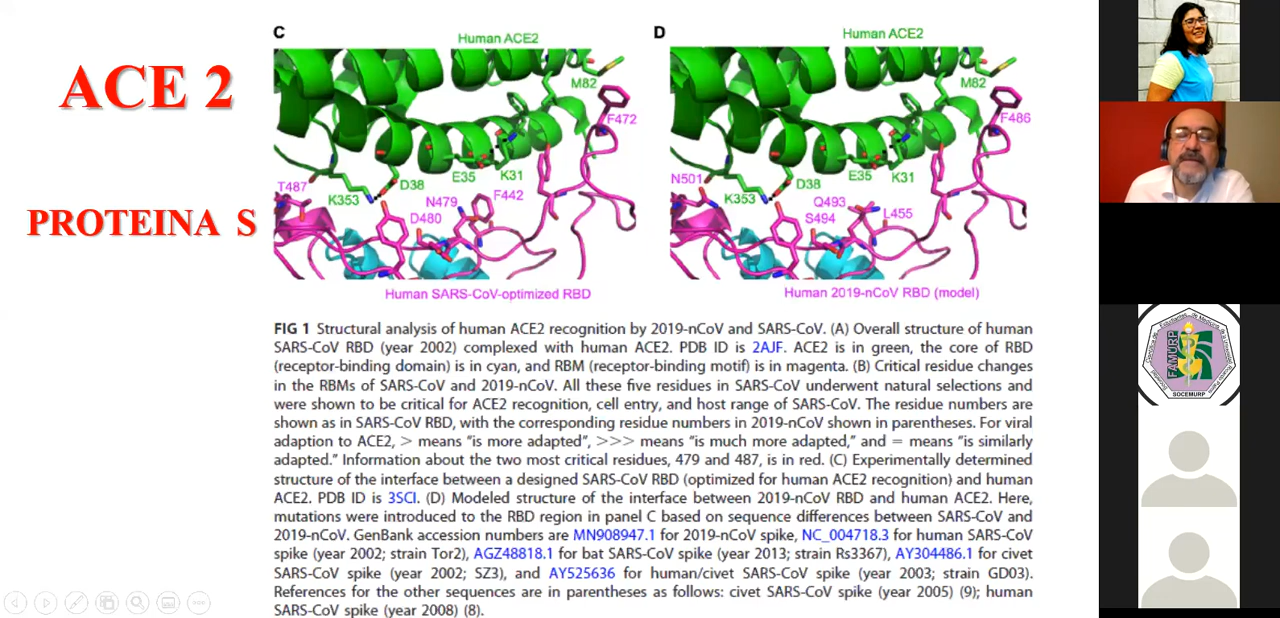 ACE 2
PROTEINA S
C
Human ACE2
M82
F472
E35
K31
D38
K353
T487
N479
F442
D480
Human SARS-CoV-optimized RBD
D
Human ACE2
M82
F486
E35
K31
D38
K353
N501
Q493
S494
L455
Human 2019-nCoV RBD (model)
FIG 1 Structural analysis of human ACE2 recognition by 2019-nCoV and SARS-CoV. (A) Overall structure of human
SARS-CoV RBD (year 2002) complexed with human ACE2. PDB ID is 2AJF. ACE2 is in green, the core of RBD
(receptor-binding domain) is in cyan, and RBM (receptor-binding motif) is in magenta. (B) Critical residue changes
in the RBMs of SARS-CoV and 2019-nCoV. All these five residues in SARS-CoV underwent natural selections and
were shown to be critical for ACE2 recognition, cell entry, and host range of SARS-CoV. The residue numbers are
shown as in SARS-CoV RBD, with the corresponding residue numbers in 2019-nCoV shown in parentheses. For viral
adaption to ACE2, > means “is more adapted”, >>> means “is much more adapted,” and = means “is similarly
adapted.” Information about the two most critical residues, 479 and 487, is in red. (C) Experimentally determined
structure of the interface between a designed SARS-CoV RBD (optimized for human ACE2 recognition) and human
ACE2. PDB ID is 3SCI. (D) Modeled structure of the interface between 2019-nCoV RBD and human ACE2. Here,
mutations were introduced to the RBD region in panel C based on sequence differences between SARS-CoV and
2019-nCoV. GenBank accession numbers are MN908947.1 for 2019-nCoV spike, NC_004718.3 for human SARS-CoV
spike (year 2002; strain Tor2), AGZ48818.1 for bat SARS-CoV spike (year 2013; strain Rs3367), AY304486.1 for civet
SARS-CoV spike (year 2002; SZ3), and AY525636 for human/civet SARS-CoV spike (year 2003; strain GD03).
References for the other sequences are in parentheses as follows: civet SARS-CoV spike (year 2005) (9); human
SARS-CoV spike (year 2008) (8).
FAMURP
SOCEMURP